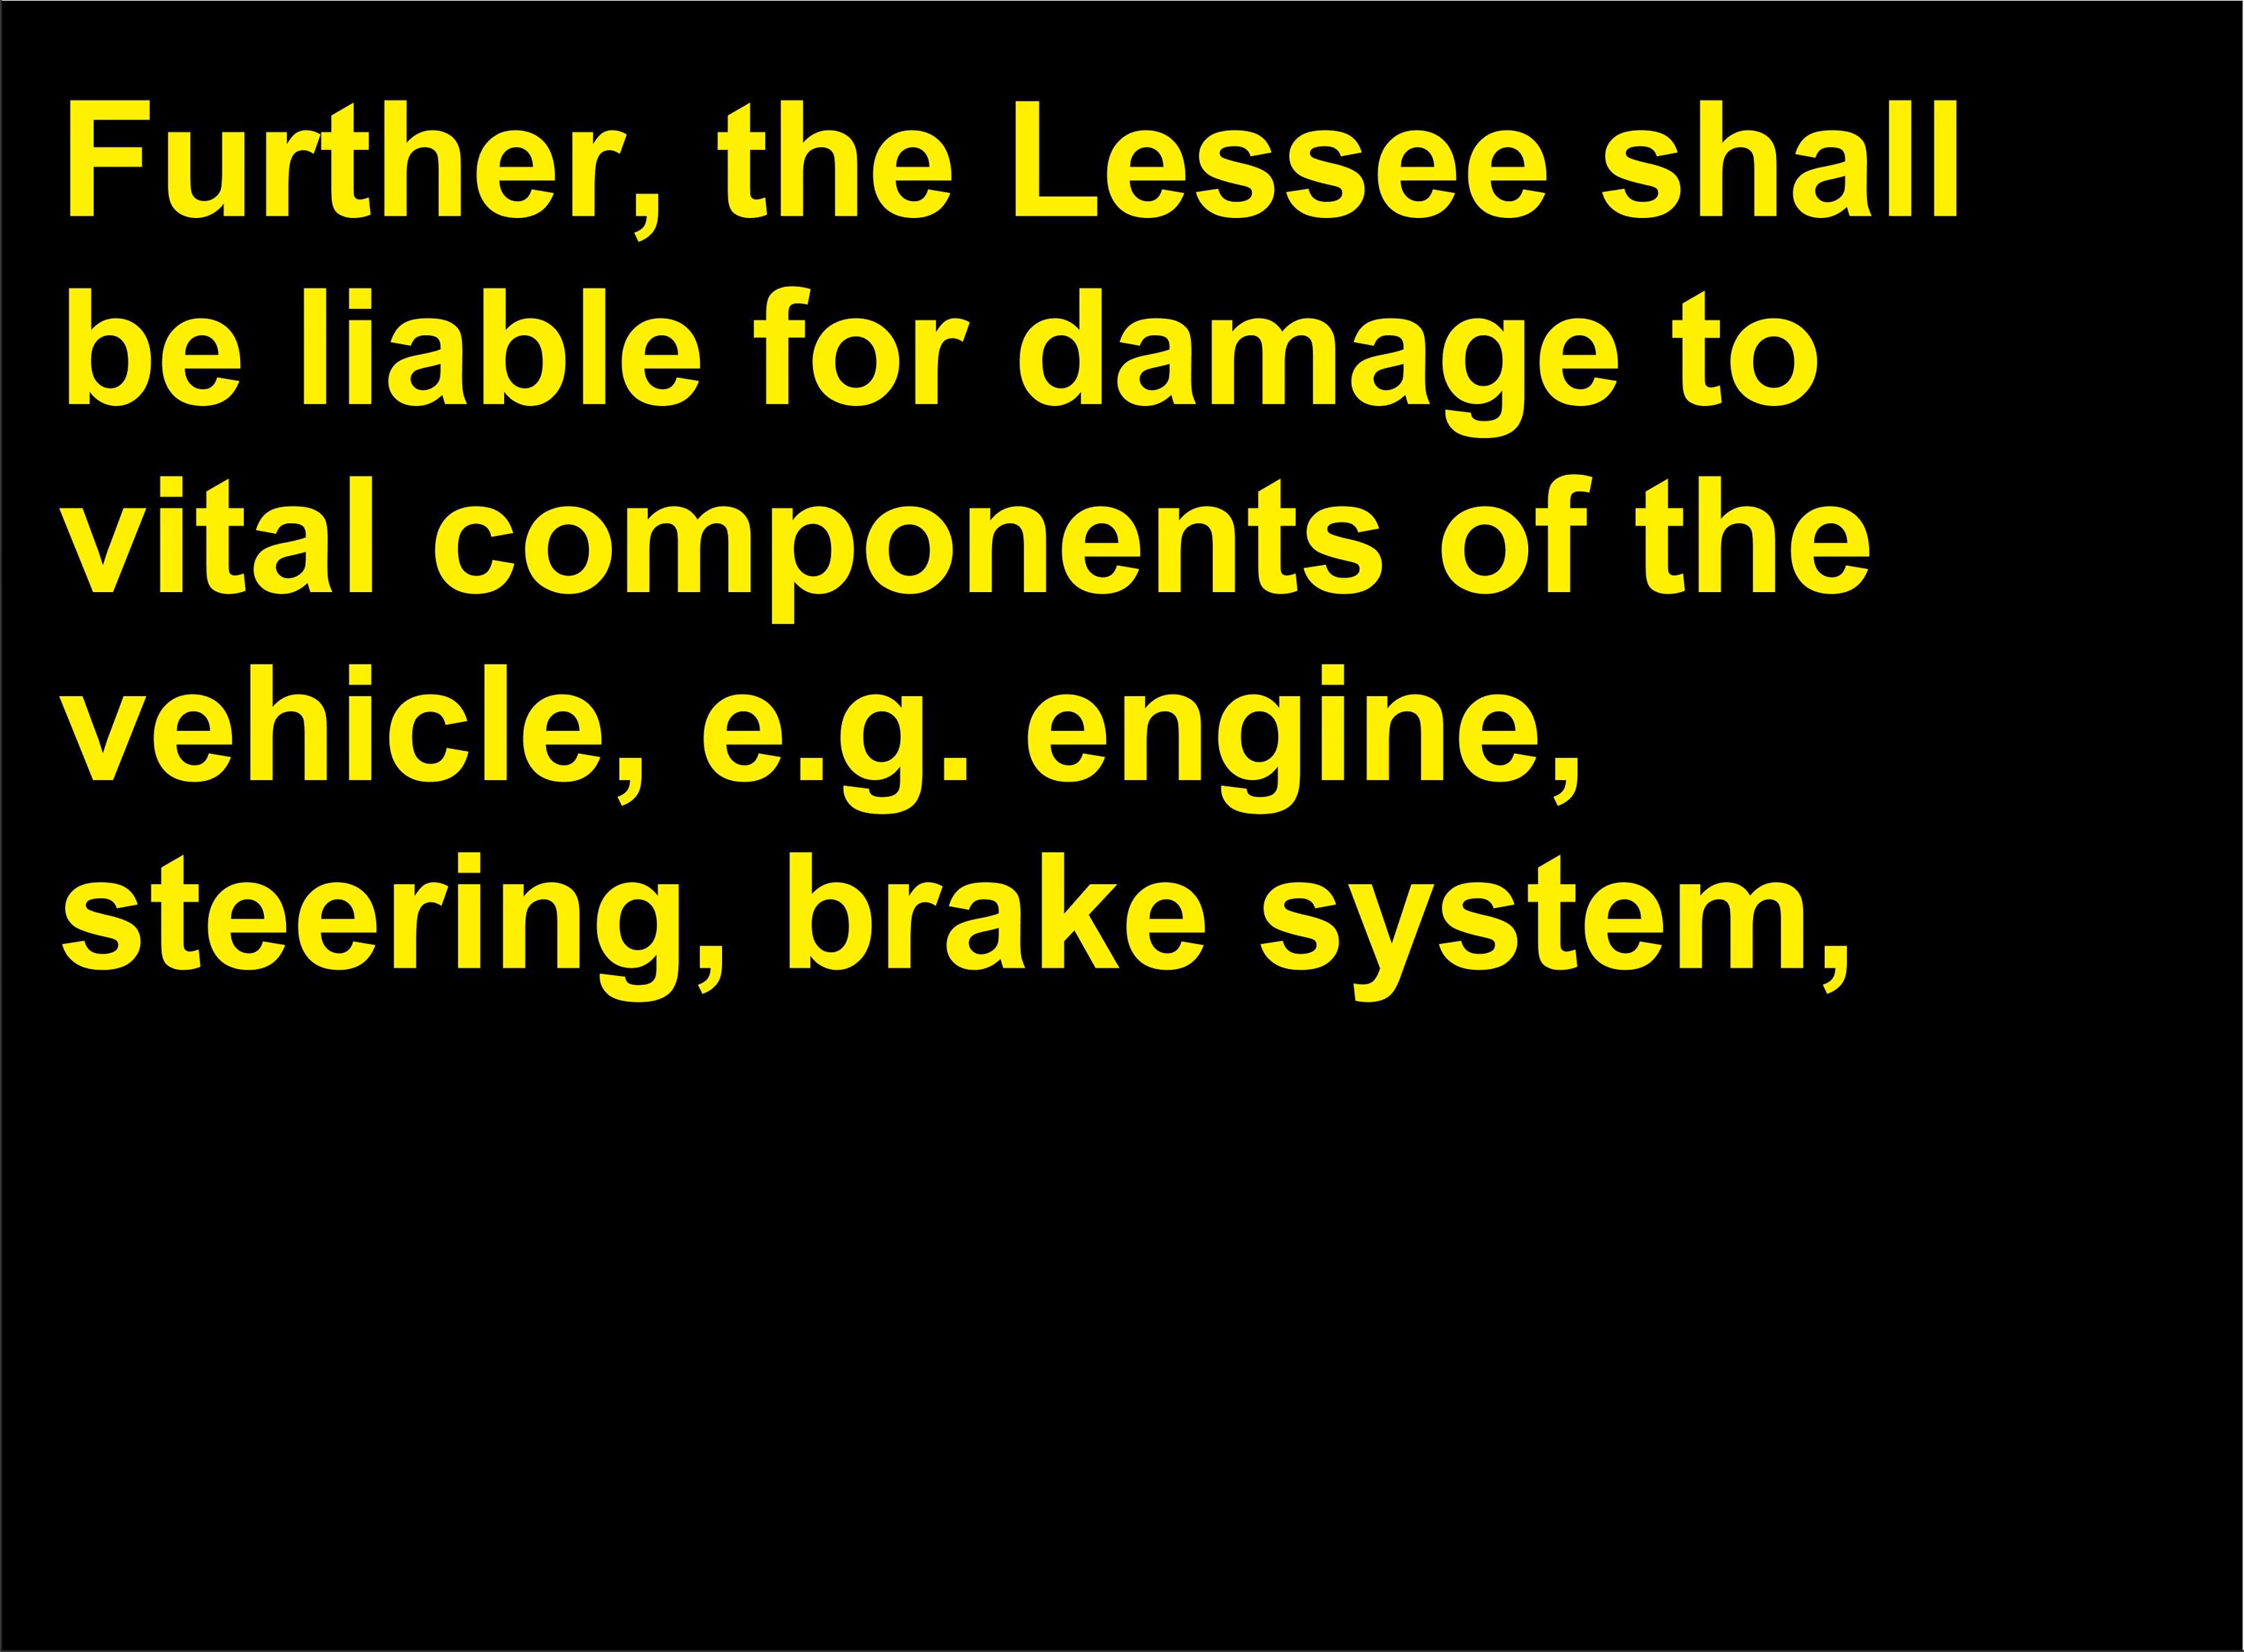 Further, the Lessee shall
be liable for damage to
vital components of the
vehicle, e.g. engine,
steering, brake system,